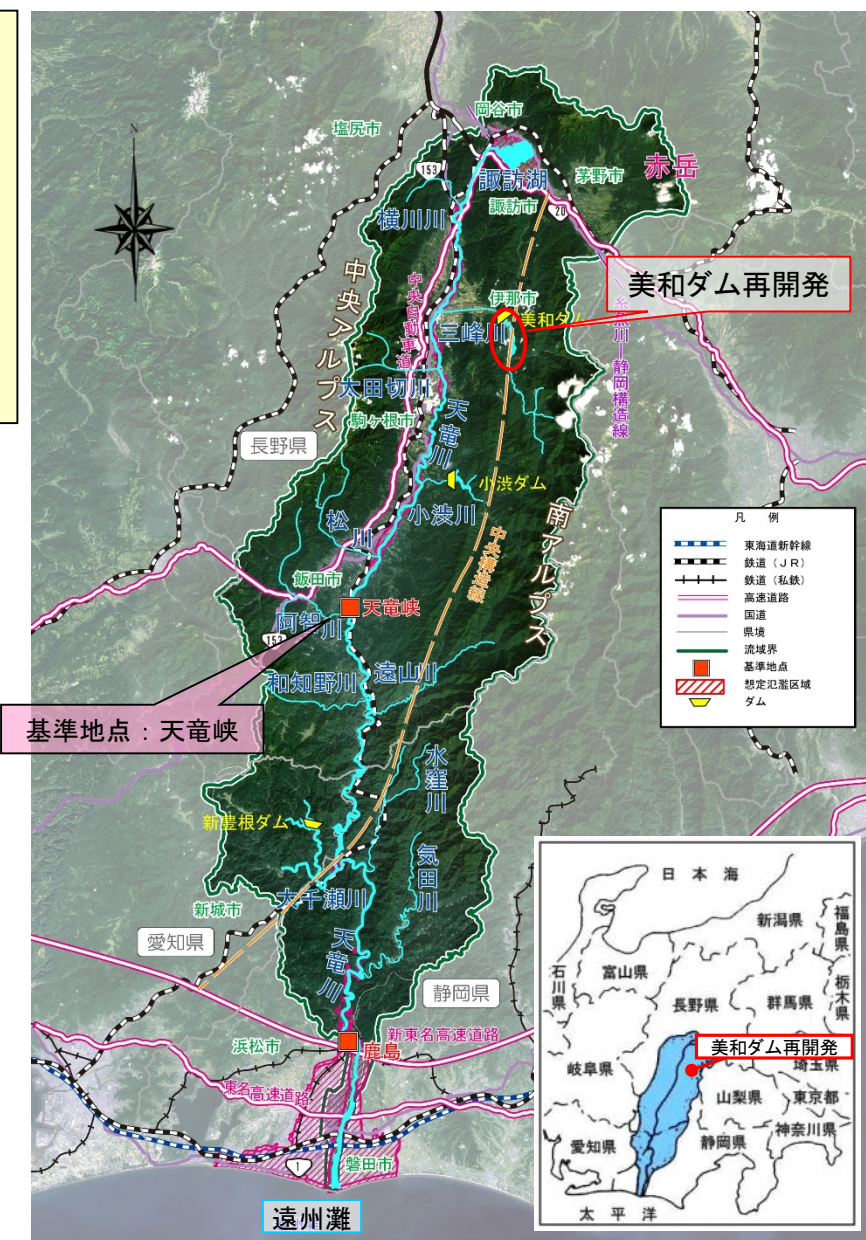 岡谷市
塩尻市
153
諏訪湖
茅野市
赤岳
諏訪市
20
横川川
中央アルプス
中央自動車道
伊那市
美和ダム
美和ダム再開発
三峰川
糸魚川ー静岡構造線
太田切川
駒ヶ根市
天竜川
長野県
小渋ダム
小渋川
南アルプス
松川
中央構造線
飯田市
天竜峡
阿智川
153
和知野川
遠山川
基準地点：天竜峡
水窪川
新豊根ダム
気田川
大千瀬川
新城市
愛知県
天竜川
静岡県
新東名高速道路
浜松市
鹿島
東名高速道路
1
磐田市
遠州灘
凡 例
東海道新幹線
鉄道（ＪＲ）
鉄道（私鉄）
高速道路
国道
県境
流域界
基準地点
想定氾濫区域
ダム
日本海
新潟県
福島県
石川県
富山県
栃木県
長野県
群馬県
美和ダム再開発
岐阜県
埼玉県
山梨県
東京都
神奈川県
愛知県
静岡県
太平洋
N